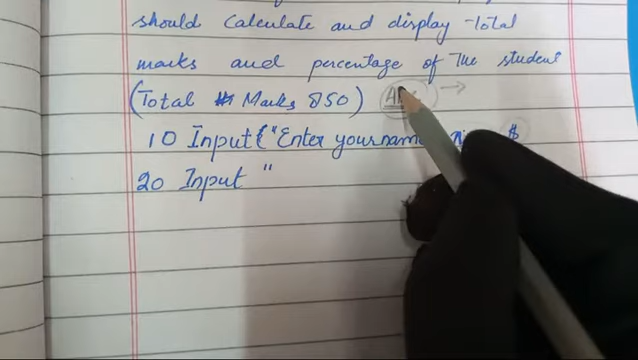 should Calculate and display Total
marks and percentage of The student
(Total Marks 850)
10 Input "Enter your name $
20 Input "